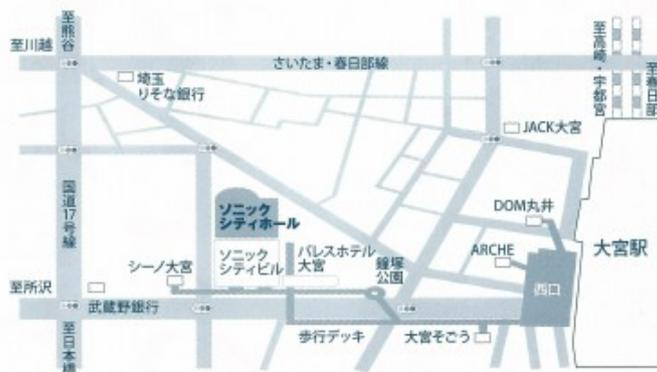 至熊谷
至川越
さいたま・春日部線
至高崎・宇都宮
至春日部
埼玉
りそな銀行
JACK大宮
国道17号線
ソニック
シティホール
DOM丸井
ソニック
シティビル
パレスホテル
大宮
鐘塚
公園
ARCHE
大宮駅
シーノ大宮
西口
至所沢
武蔵野銀行
歩行デッキ
大宮そごう
至日本橋